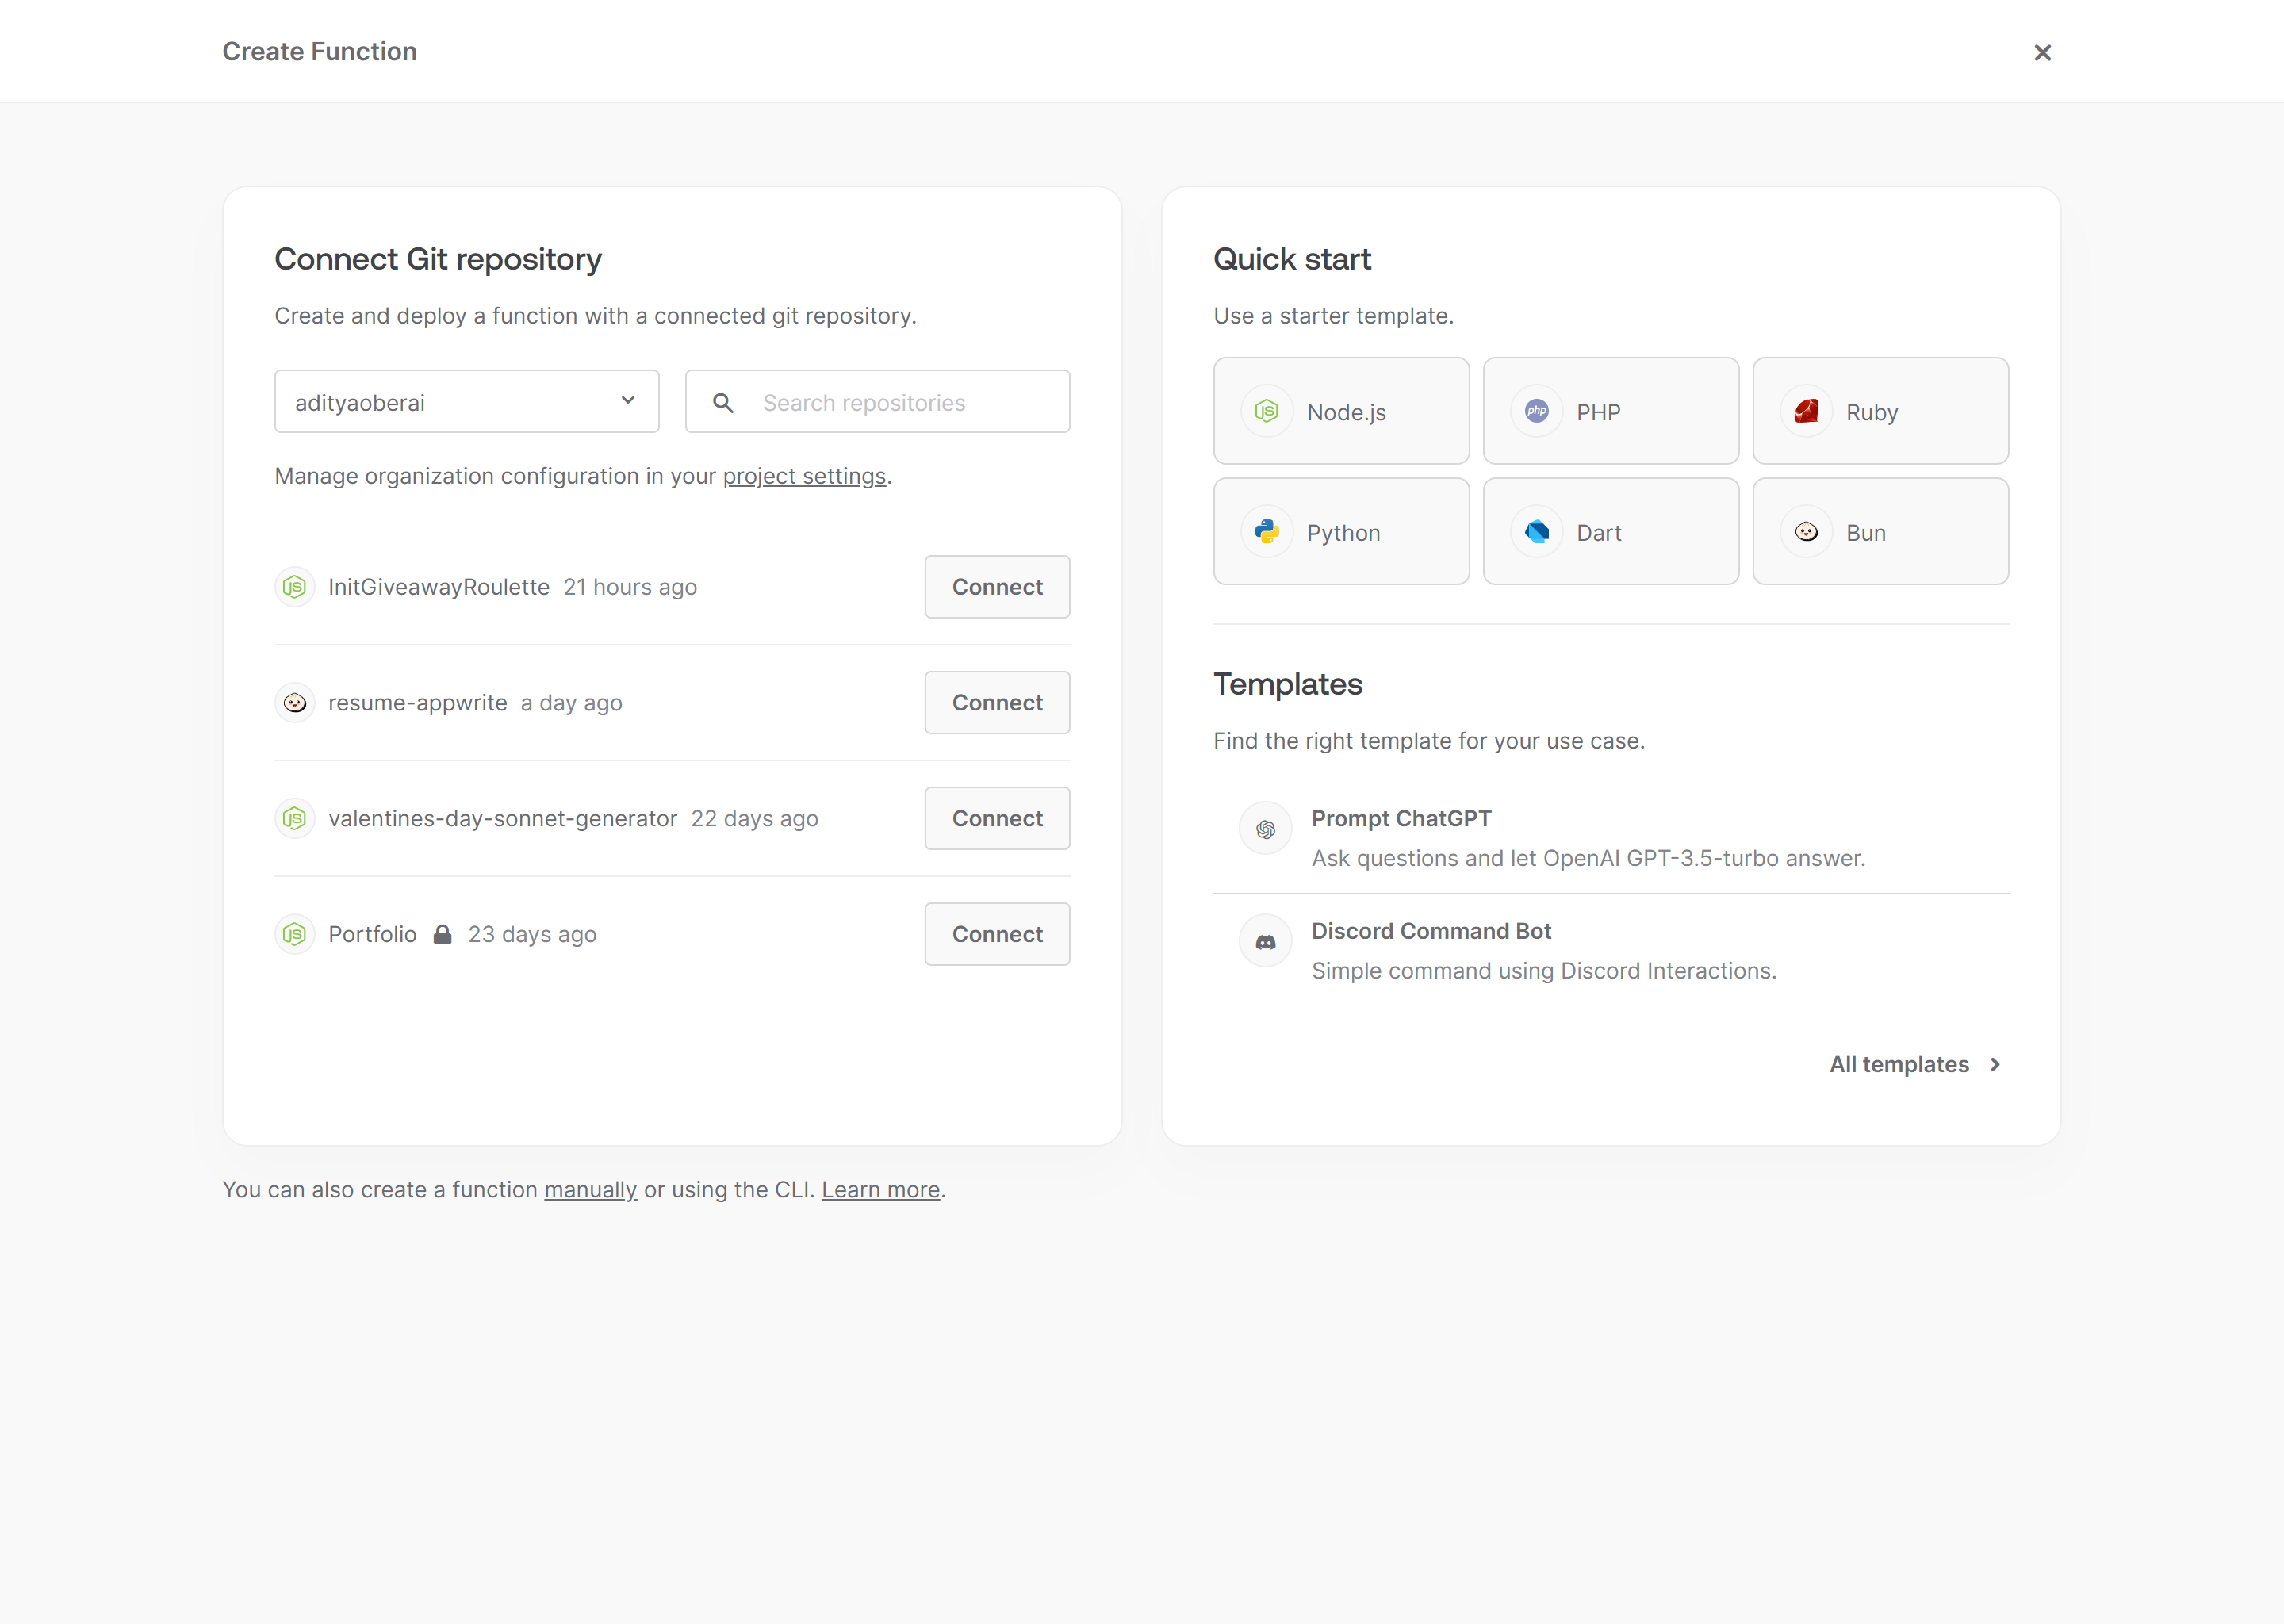 Create Function
Connect Git repository
Create and deploy a function with a connected git repository.
adityaoberai
Search repositories
Manage organization configuration in your project settings.
InitGiveawayRoulette 21 hours ago
Connect
resume-appwrite a day ago
Connect
valentines-day-sonnet-generator 22 days ago
Connect
Portfolio 23 days ago
Connect
Quick start
Use a starter template.
Node.js
php PHP
Ruby
Python
Dart
Bun
Templates
Find the right template for your use case.
Prompt ChatGPT
Ask questions and let OpenAI GPT-3.5-turbo answer.
Discord Command Bot
Simple command using Discord Interactions.
All templates
You can also create a function manually or using the CLI. Learn more.